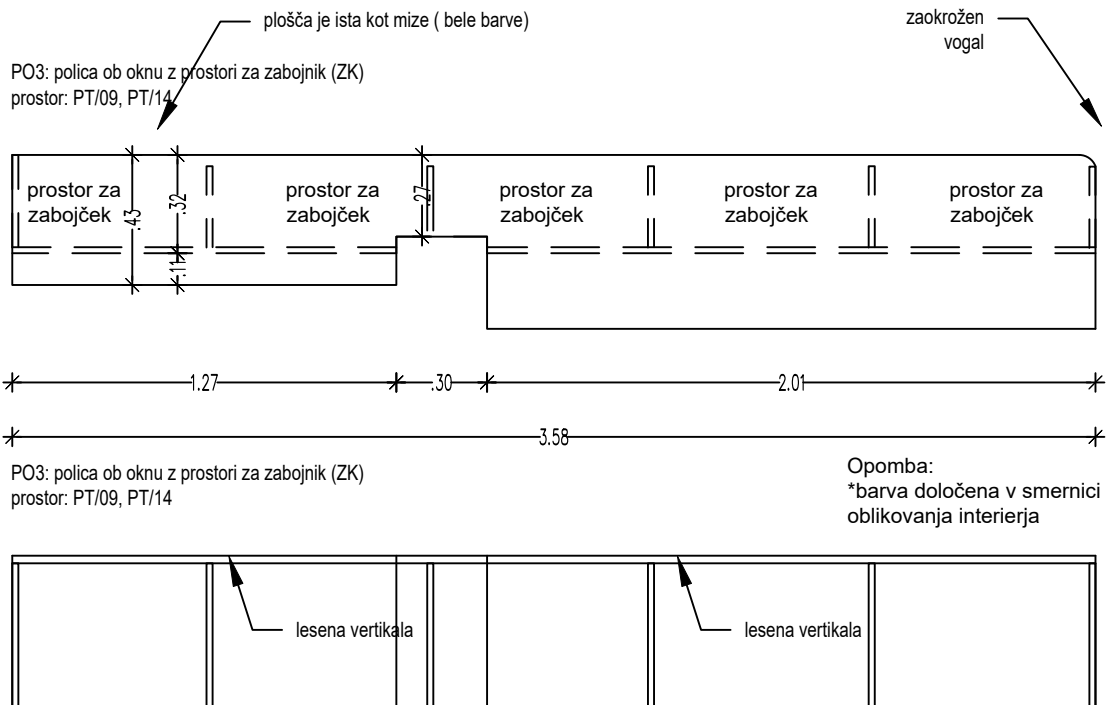 plošča je ista kot mize ( bele barve)
zaokrožen
vogal
PO3: polica ob oknu z prostori za zabojnik (ZK)
prostor: PT/09, PT/14
prostor za
zabojček
prostor za
zabojček
prostor za
zabojček
prostor za
zabojček
prostor za
zabojček
.43
.32
.11
.27
1.27
.30
2.01
3.58
PO3: polica ob oknu z prostori za zabojnik (ZK)
prostor: PT/09, PT/14
Opomba:
*barva določena v smernici
oblikovanja interierja
lesena vertikala
lesena vertikala